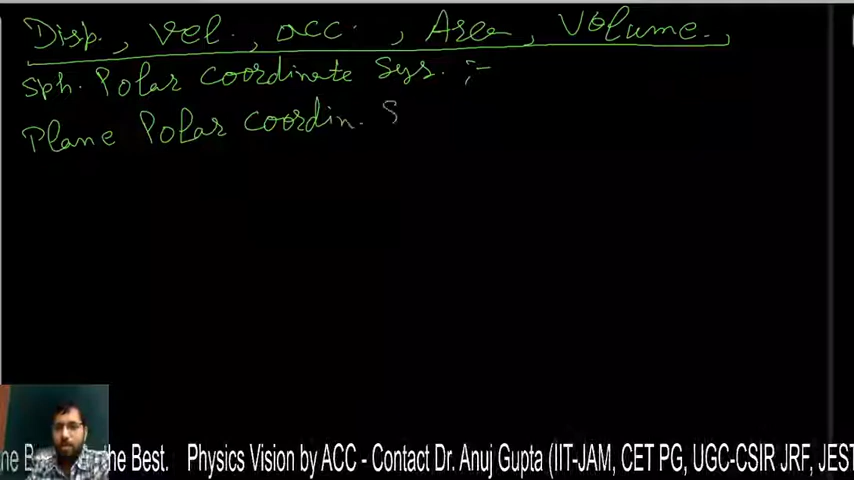 Disp., vel., acc., Area, Volume.,
Sph. Polar Coordinate Sys. :-
Plane Polar Coordin. S
ne B the Best. Physics Vision by ACC - Contact Dr. Anuj Gupta (IIT-JAM, CET PG, UGC-CSIR JRF, JEST